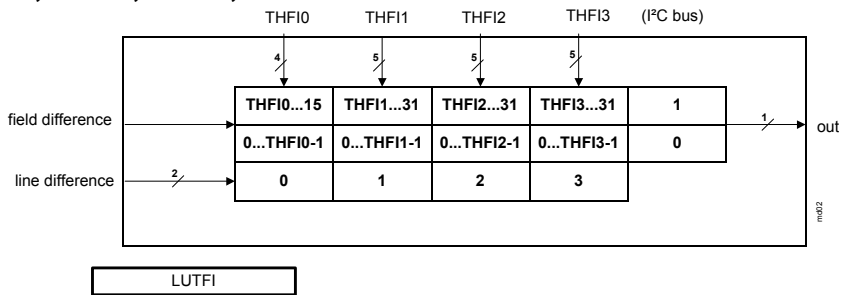 THFI0 THFI1 THFI2 THFI3 (I²C bus)
4 5 5 5
THFI0...15 THFI1...31 THFI2...31 THFI3...31 1
field difference 1 out
0...THFI0-1 0...THFI1-1 0...THFI2-1 0...THFI3-1 0
line difference 2 0 1 2 3
md02
LUTFI